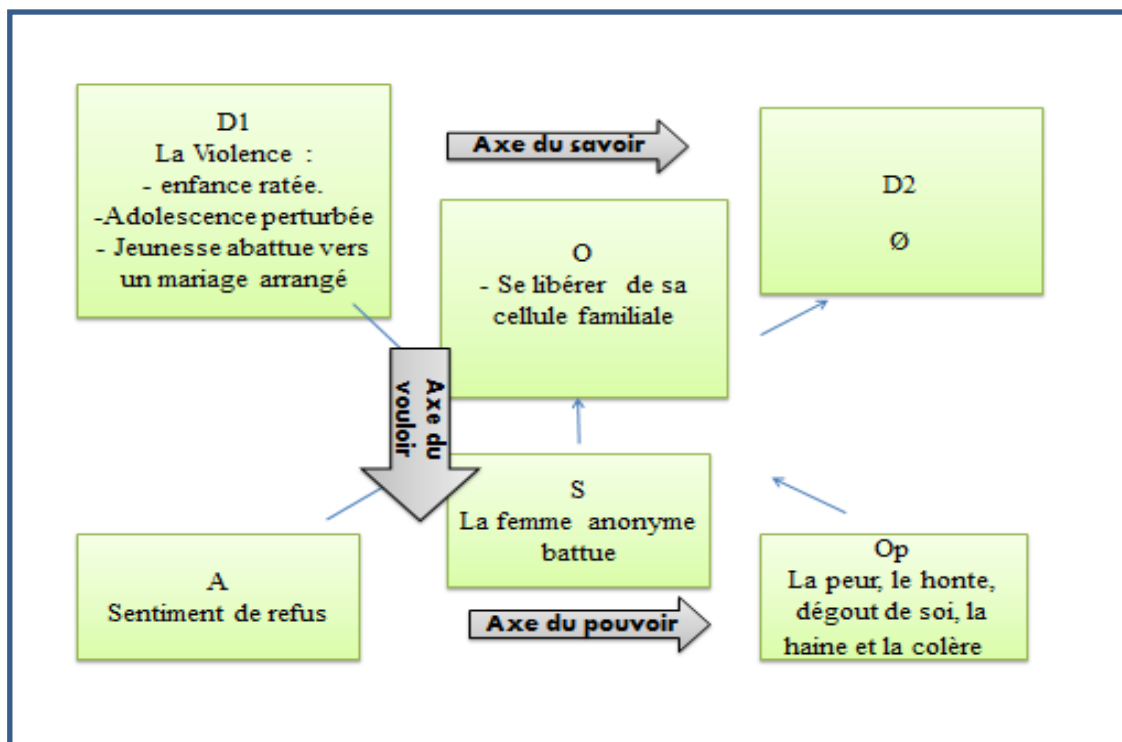 D1
La Violence :
- enfance ratée.
-Adolescence perturbée
- Jeunesse abattue vers
un mariage arrangé
Axe du savoir
D2
Ø
O
- Se libérer de sa
cellule familiale
Axe du
vouloir
S
La femme anonyme
battue
A
Sentiment de refus
Axe du pouvoir
Op
La peur, le honte,
dégout de soi, la
haine et la colère